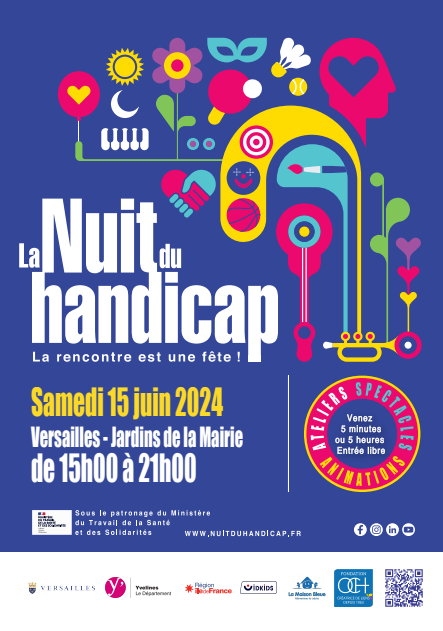 La Nuit du
handicap
La rencontre est une fête !
Samedi 15 juin 2024
Versailles - Jardins de la Mairie
de 15h00 à 21h00
ATELIERS SPECTACLES
ANIMATIONS
Venez
5 minutes
ou 5 heures
Entrée libre
Sous le patronage du Ministère
du Travail de la Santé
et des Solidarités
WWW.NUITDUHANDICAP.FR
VERSAILLES
Yvelines
Le Département
Région
îledeFrance
IDKIDS
La Maison Bleue
FONDATION
OCH